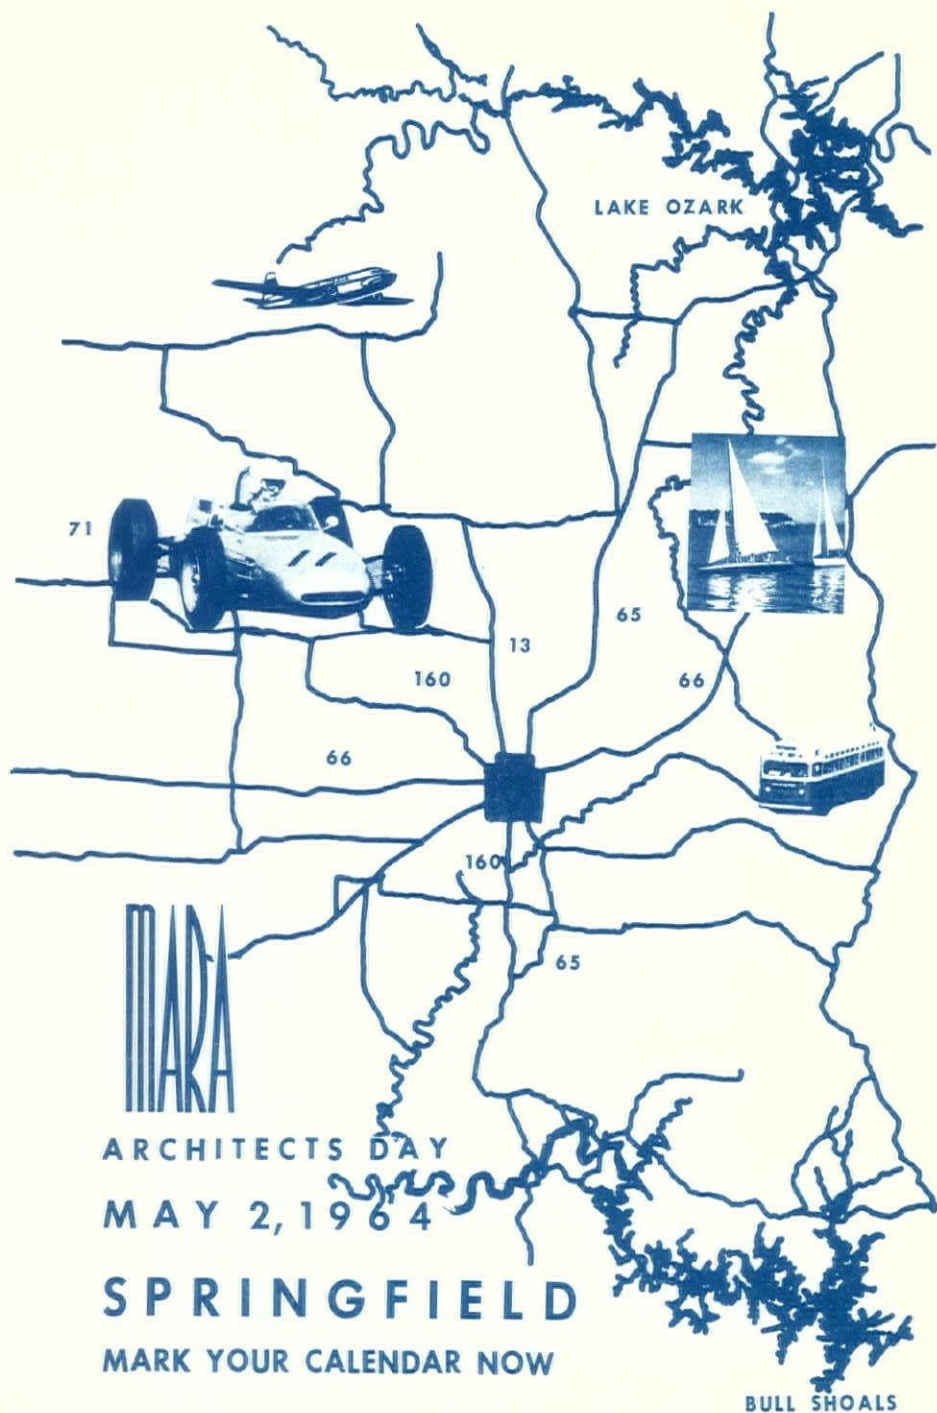 LAKE OZARK
71
65
13
160
66
66
160
65
MARA
ARCHITECTS DAY
MAY 2, 1964
SPRINGFIELD
MARK YOUR CALENDAR NOW
BULL SHOALS